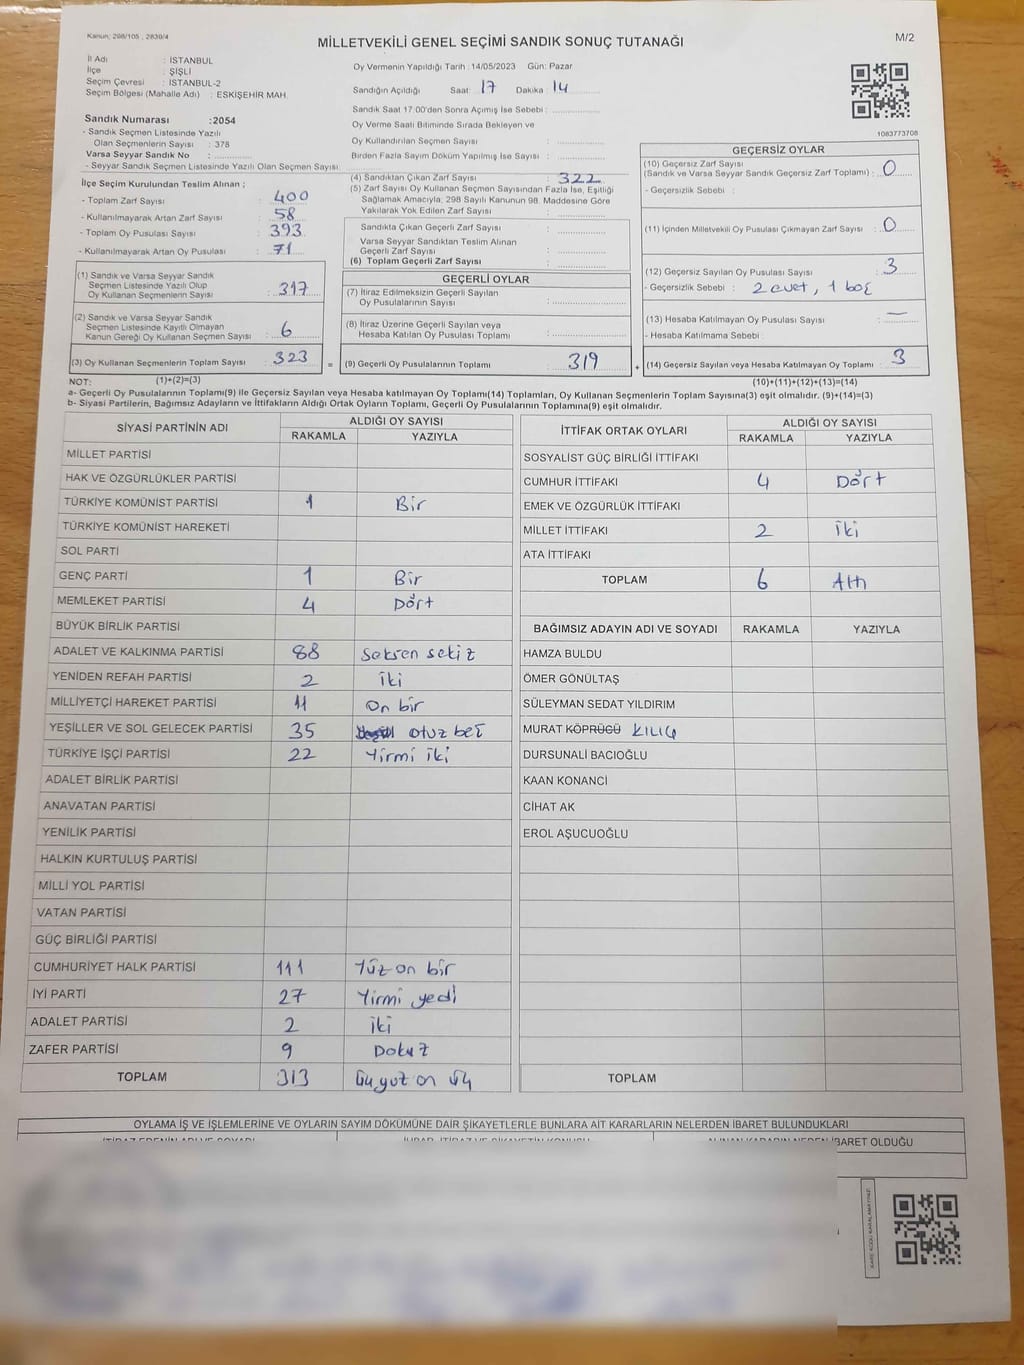 Kanun: 298/105 , 2839/4
MİLLETVEKİLİ GENEL SEÇİMİ SANDIK SONUÇ TUTANAĞI
M/2
İl Adı : İSTANBUL
İlçe : ŞİŞLİ
Seçim Çevresi : İSTANBUL-2
Seçim Bölgesi (Mahalle Adı) : ESKİŞEHİR MAH.
Oy Vermenin Yapıldığı Tarih : 14/05/2023 Gün: Pazar
Sandığın Açıldığı Saat: 17 Dakika: 14
Sandık Saat 17:00'den Sonra Açımış İse Sebebi :
Oy Verme Saati Bitiminde Sırada Bekleyen ve
Oy Kullandırılan Seçmen Sayısı :
Birden Fazla Sayım Döküm Yapılmış İse Sayısı :
1083773708
Sandık Numarası :2054
- Sandık Seçmen Listesinde Yazılı
Olan Seçmenlerin Sayısı : 378
Varsa Seyyar Sandık No :
- Seyyar Sandık Seçmen Listesinde Yazılı Olan Seçmen Sayısı:
İlçe Seçim Kurulundan Teslim Alınan ;
- Toplam Zarf Sayısı : 400
- Kullanılmayarak Artan Zarf Sayısı : 58
- Toplam Oy Pusulası Sayısı : 393
- Kullanılmayarak Artan Oy Pusulası : 71
(1) Sandık ve Varsa Seyyar Sandık
Seçmen Listesinde Yazılı Olup
Oy Kullanan Seçmenlerin Sayısı : 317
(2) Sandık ve Varsa Seyyar Sandık
Seçmen Listesinde Kayıtlı Olmayan
Kanun Gereği Oy Kullanan Seçmen Sayısı : 6
(3) Oy Kullanan Seçmenlerin Toplam Sayısı : 323
(4) Sandıktan Çıkan Zarf Sayısı : 322
(5) Zarf Sayısı Oy Kullanan Seçmen Sayısından Fazla İse, Eşitliği
Sağlamak Amacıyla, 298 Sayılı Kanunun 98. Maddesine Göre
Yakılarak Yok Edilen Zarf Sayısı :
Sandıkta Çıkan Geçerli Zarf Sayısı :
Varsa Seyyar Sandıktan Teslim Alınan
Geçerli Zarf Sayısı :
(6) Toplam Geçerli Zarf Sayısı :
GEÇERLİ OYLAR
(7) İtiraz Edilmeksizin Geçerli Sayılan
Oy Pusulalarının Sayısı :
(8) İtiraz Üzerine Geçerli Sayılan veya
Hesaba Katılan Oy Pusulası Toplamı :
= (9) Geçerli Oy Pusulalarının Toplamı : 319
GEÇERSİZ OYLAR
(10) Geçersiz Zarf Sayısı
(Sandık ve Varsa Seyyar Sandık Geçersiz Zarf Toplamı) : 0
- Geçersizlik Sebebi :
(11) İçinden Milletvekili Oy Pusulası Çıkmayan Zarf Sayısı : 0
(12) Geçersiz Sayılan Oy Pusulası Sayısı : 3
- Geçersizlik Sebebi : 2 evet, 1 boş
(13) Hesaba Katılmayan Oy Pusulası Sayısı : —
- Hesaba Katılmama Sebebi :
+ (14) Geçersiz Sayılan veya Hesaba Katılmayan Oy Toplamı : 3
NOT: (1)+(2)=(3)
(10)+(11)+(12)+(13)=(14)
a- Geçerli Oy Pusulalarının Toplamı(9) ile Geçersiz Sayılan veya Hesaba katılmayan Oy Toplamı(14) Toplamları, Oy Kullanan Seçmenlerin Toplam Sayısına(3) eşit olmalıdır. (9)+(14)=(3)
b- Siyasi Partilerin, Bağımsız Adayların ve İttifakların Aldığı Ortak Oyların Toplamı, Geçerli Oy Pusulalarının Toplamına(9) eşit olmalıdır.
SİYASİ PARTİNİN ADI
ALDIĞI OY SAYISI
RAKAMLA YAZIYLA
MİLLET PARTİSİ
HAK VE ÖZGÜRLÜKLER PARTİSİ
TÜRKİYE KOMÜNİST PARTİSİ 1 Bir
TÜRKİYE KOMÜNİST HAREKETİ
SOL PARTİ
GENÇ PARTİ 1 Bir
MEMLEKET PARTİSİ 4 Dört
BÜYÜK BİRLİK PARTİSİ
ADALET VE KALKINMA PARTİSİ 88 Seksen sekiz
YENİDEN REFAH PARTİSİ 2 iki
MİLLİYETÇİ HAREKET PARTİSİ 11 On bir
YEŞİLLER VE SOL GELECEK PARTİSİ 35 otuz beş
TÜRKİYE İŞÇİ PARTİSİ 22 Yirmi iki
ADALET BİRLİK PARTİSİ
ANAVATAN PARTİSİ
YENİLİK PARTİSİ
HALKIN KURTULUŞ PARTİSİ
MİLLİ YOL PARTİSİ
VATAN PARTİSİ
GÜÇ BİRLİĞİ PARTİSİ
CUMHURİYET HALK PARTİSİ 111 Yüz on bir
İYİ PARTİ 27 Yirmi yedi
ADALET PARTİSİ 2 iki
ZAFER PARTİSİ 9 Dokuz
TOPLAM 313 Üçyüz on üç
İTTİFAK ORTAK OYLARI
ALDIĞI OY SAYISI
RAKAMLA YAZIYLA
SOSYALİST GÜÇ BİRLİĞİ İTTİFAKI
CUMHUR İTTİFAKI 4 Dört
EMEK VE ÖZGÜRLÜK İTTİFAKI
MİLLET İTTİFAKI 2 iki
ATA İTTİFAKI
TOPLAM 6 Altı
BAĞIMSIZ ADAYIN ADI VE SOYADI RAKAMLA YAZIYLA
HAMZA BULDU
ÖMER GÖNÜLTAŞ
SÜLEYMAN SEDAT YILDIRIM
MURAT KÖPRÜCÜ KILIÇ
DURSUNALİ BACIOĞLU
KAAN KONANCİ
CİHAT AK
EROL AŞUCUOĞLU
TOPLAM
OYLAMA İŞ VE İŞLEMLERİNE VE OYLARIN SAYIM DÖKÜMÜNE DAİR ŞİKAYETLERLE BUNLARA AİT KARARLARIN NELERDEN İBARET BULUNDUKLARI
İBARET OLDUĞU